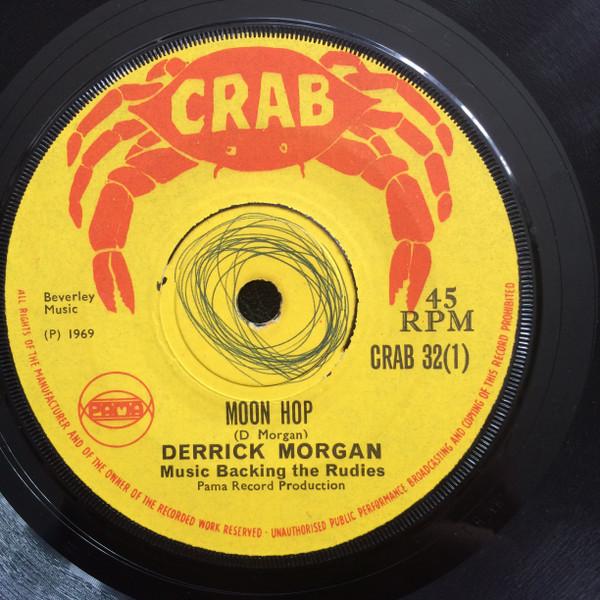 CRAB
Beverley
Music
(P) 1969
45
RPM
CRAB 32(1)
PAMA
MOON HOP
(D Morgan)
DERRICK MORGAN
Music Backing the Rudies
Pama Record Production
ALL RIGHTS OF THE MANUFACTURER AND OF THE OWNER OF THE RECORDED WORK RESERVED · UNAUTHORISED PUBLIC PERFORMANCE BROADCASTING AND COPYING OF THIS RECORD PROHIBITED